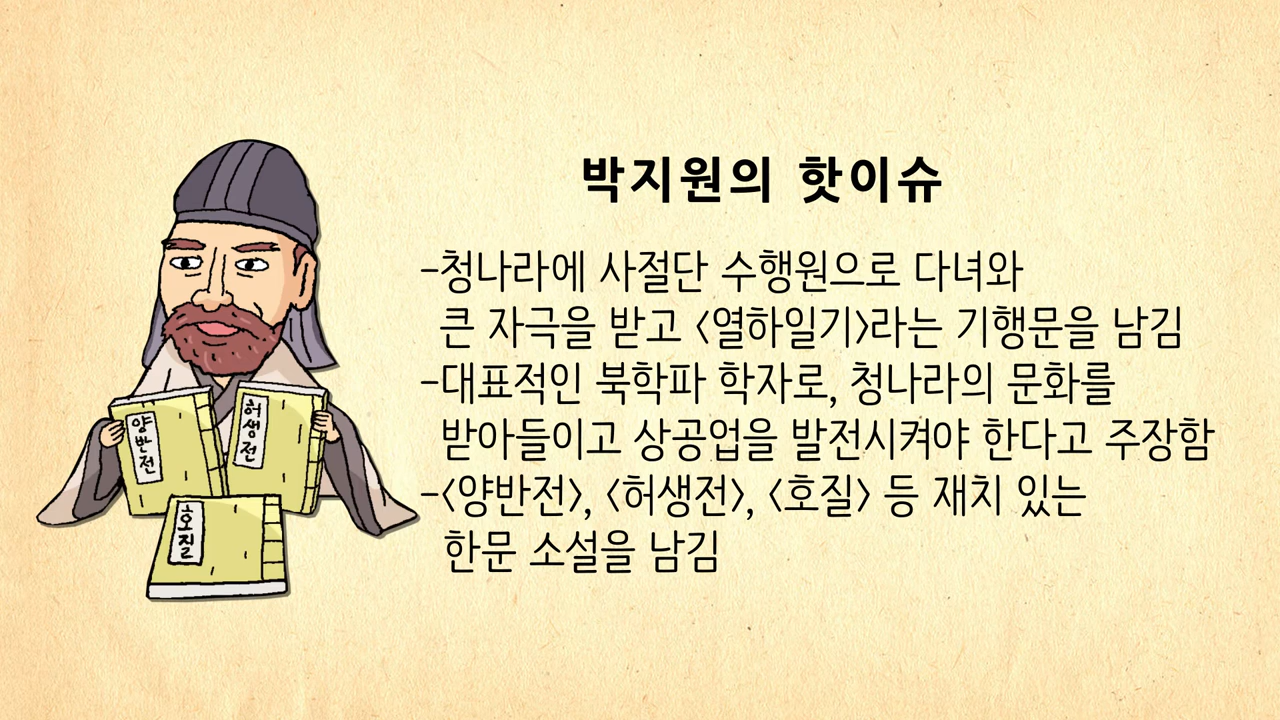 박지원의 핫이슈
-청나라에 사절단 수행원으로 다녀와
큰 자극을 받고 <열하일기>라는 기행문을 남김
-대표적인 북학파 학자로, 청나라의 문화를
받아들이고 상공업을 발전시켜야 한다고 주장함
-<양반전>, <허생전>, <호질> 등 재치 있는
한문 소설을 남김
양반전
허생전
호질